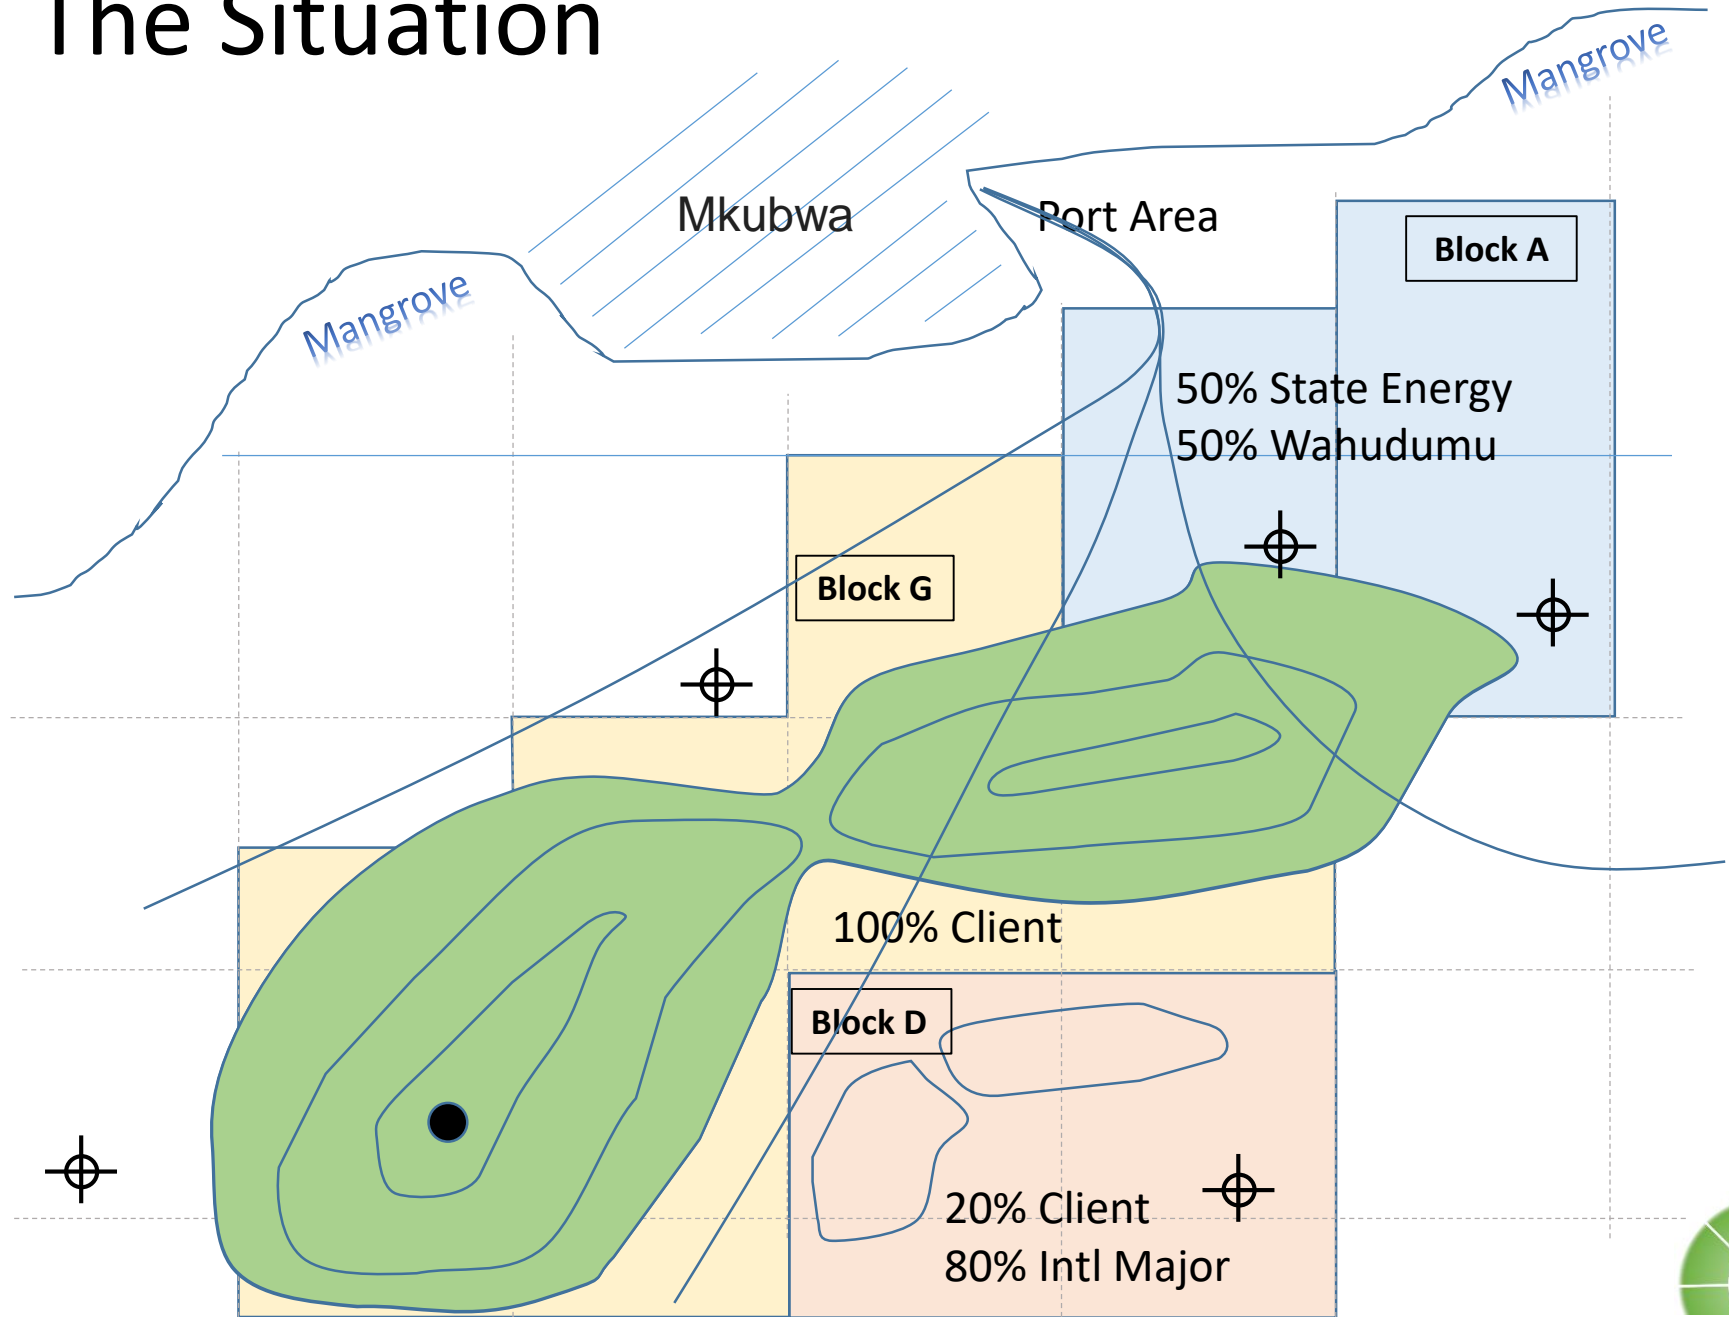 The Situation
Mangrove
Mkubwa
Port Area
Block A
Mangrove
50% State Energy
50% Wahudumu
Block G
100% Client
Block D
20% Client
80% Intl Major